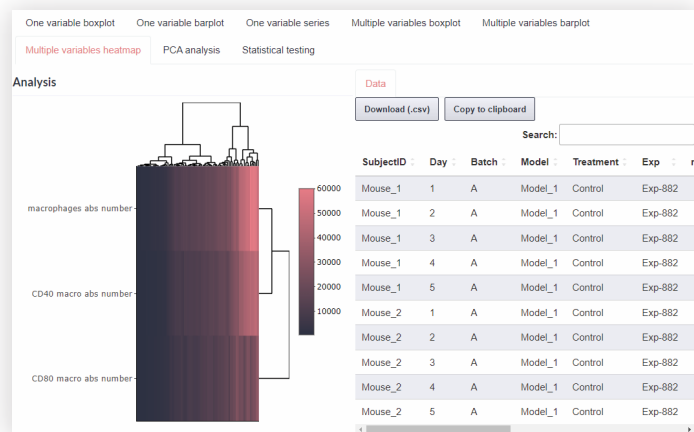 One variable boxplot One variable barplot One variable series Multiple variables boxplot Multiple variables barplot
Multiple variables heatmap PCA analysis Statistical testing
Analysis
macrophages abs number
CD40 macro abs number
CD80 macro abs number
60000
50000
40000
30000
20000
10000
Data
Download (.csv) Copy to clipboard
Search:
SubjectID Day Batch Model Treatment Exp
Mouse_1 1 A Model_1 Control Exp-882
Mouse_1 2 A Model_1 Control Exp-882
Mouse_1 3 A Model_1 Control Exp-882
Mouse_1 4 A Model_1 Control Exp-882
Mouse_1 5 A Model_1 Control Exp-882
Mouse_2 1 A Model_1 Control Exp-882
Mouse_2 2 A Model_1 Control Exp-882
Mouse_2 3 A Model_1 Control Exp-882
Mouse_2 4 A Model_1 Control Exp-882
Mouse_2 5 A Model_1 Control Exp-882